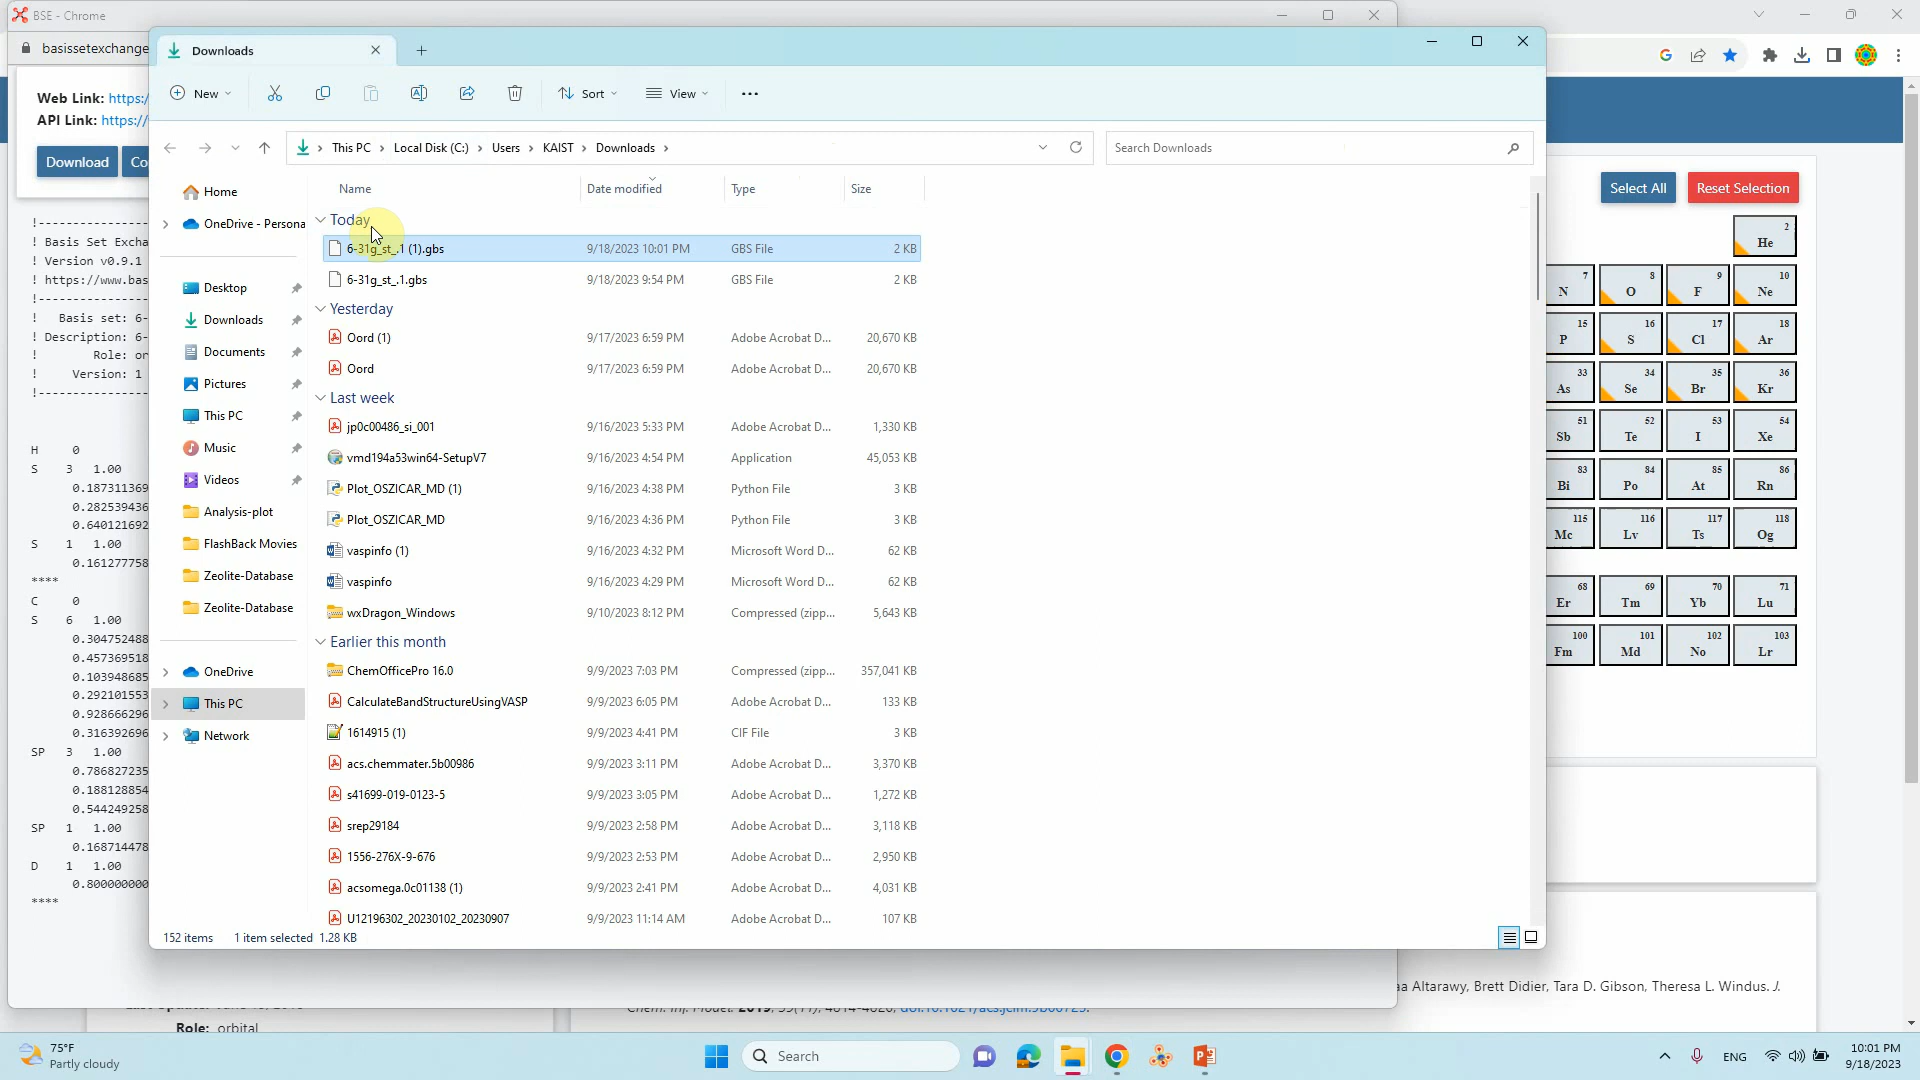 BSE - Chrome
basissetexchange
Web Link: https:/
API Link: https:/
Download
Co
Downloads
New
Sort
View
This PC
Local Disk (C:)
Users
KAIST
Downloads
Search Downloads
Name
Date modified
Type
Size
Home
OneDrive - Persona
Desktop
Downloads
Documents
Pictures
This PC
Music
Videos
Analysis-plot
FlashBack Movies
Zeolite-Database
Zeolite-Database
OneDrive
This PC
Network
Today
6-31g_st_.1 (1).gbs 9/18/2023 10:01 PM GBS File 2 KB
6-31g_st_.1.gbs 9/18/2023 9:54 PM GBS File 2 KB
Yesterday
Oord (1) 9/17/2023 6:59 PM Adobe Acrobat D... 20,670 KB
Oord 9/17/2023 6:59 PM Adobe Acrobat D... 20,670 KB
Last week
jp0c00486_si_001 9/16/2023 5:33 PM Adobe Acrobat D... 1,330 KB
vmd194a53win64-SetupV7 9/16/2023 4:54 PM Application 45,053 KB
Plot_OSZICAR_MD (1) 9/16/2023 4:38 PM Python File 3 KB
Plot_OSZICAR_MD 9/16/2023 4:36 PM Python File 3 KB
vaspinfo (1) 9/16/2023 4:32 PM Microsoft Word D... 62 KB
vaspinfo 9/16/2023 4:29 PM Microsoft Word D... 62 KB
wxDragon_Windows 9/10/2023 8:12 PM Compressed (zipp... 5,643 KB
Earlier this month
ChemOfficePro 16.0 9/9/2023 7:03 PM Compressed (zipp... 357,041 KB
CalculateBandStructureUsingVASP 9/9/2023 6:05 PM Adobe Acrobat D... 133 KB
1614915 (1) 9/9/2023 4:41 PM CIF File 3 KB
acs.chemmater.5b00986 9/9/2023 3:11 PM Adobe Acrobat D... 3,370 KB
s41699-019-0123-5 9/9/2023 3:05 PM Adobe Acrobat D... 1,272 KB
srep29184 9/9/2023 2:58 PM Adobe Acrobat D... 3,118 KB
1556-276X-9-676 9/9/2023 2:53 PM Adobe Acrobat D... 2,950 KB
acsomega.0c01138 (1) 9/9/2023 2:41 PM Adobe Acrobat D... 4,031 KB
U12196302_20230102_20230907 9/9/2023 11:14 AM Adobe Acrobat D... 107 KB
152 items 1 item selected 1.28 KB
!----------------
! Basis Set Excha
! Version v0.9.1
! https://www.bas
!----------------
! Basis set: 6-
! Description: 6-
! Role: or
! Version: 1
!----------------
H 0
S 3 1.00
0.187311369
0.282539436
0.640121692
S 1 1.00
0.161277758
****
C 0
S 6 1.00
0.304752488
0.457369518
0.103948685
0.292101553
0.928666296
0.316392696
SP 3 1.00
0.786827235
0.188128854
0.544249258
SP 1 1.00
0.168714478
D 1 1.00
0.800000000
****
Select All
Reset Selection
2 He
7 N 8 O 9 F 10 Ne
15 P 16 S 17 Cl 18 Ar
33 As 34 Se 35 Br 36 Kr
51 Sb 52 Te 53 I 54 Xe
83 Bi 84 Po 85 At 86 Rn
115 Mc 116 Lv 117 Ts 118 Og
68 Er 69 Tm 70 Yb 71 Lu
100 Fm 101 Md 102 No 103 Lr
aa Altarawy, Brett Didier, Tara D. Gibson, Theresa L. Windus. J.
Role: orbital
75°F
Partly cloudy
Search
ENG
10:01 PM
9/18/2023